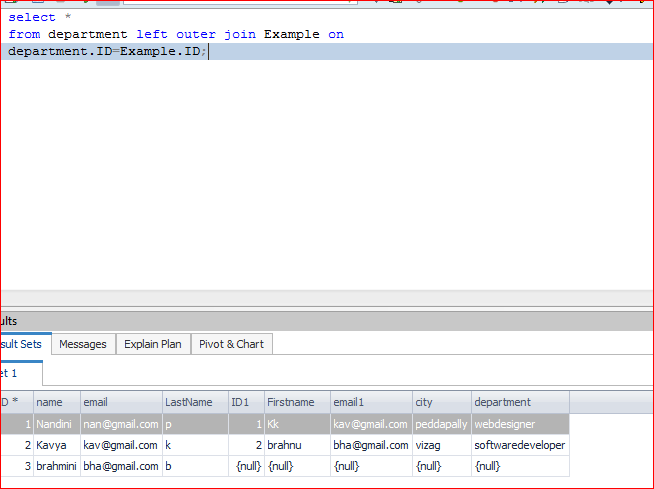 select *
from department left outer join Example on
department.ID=Example.ID;
ults
sult Sets Messages Explain Plan Pivot & Chart
et 1
D * name email LastName ID1 Firstname email1 city department
1 Nandini nan@gmail.com p 1 Kk kav@gmail.com peddapally webdesigner
2 Kavya kav@gmail.com k 2 brahnu bha@gmail.com vizag softwaredeveloper
3 brahmini bha@gmail.com b {null} {null} {null} {null} {null}